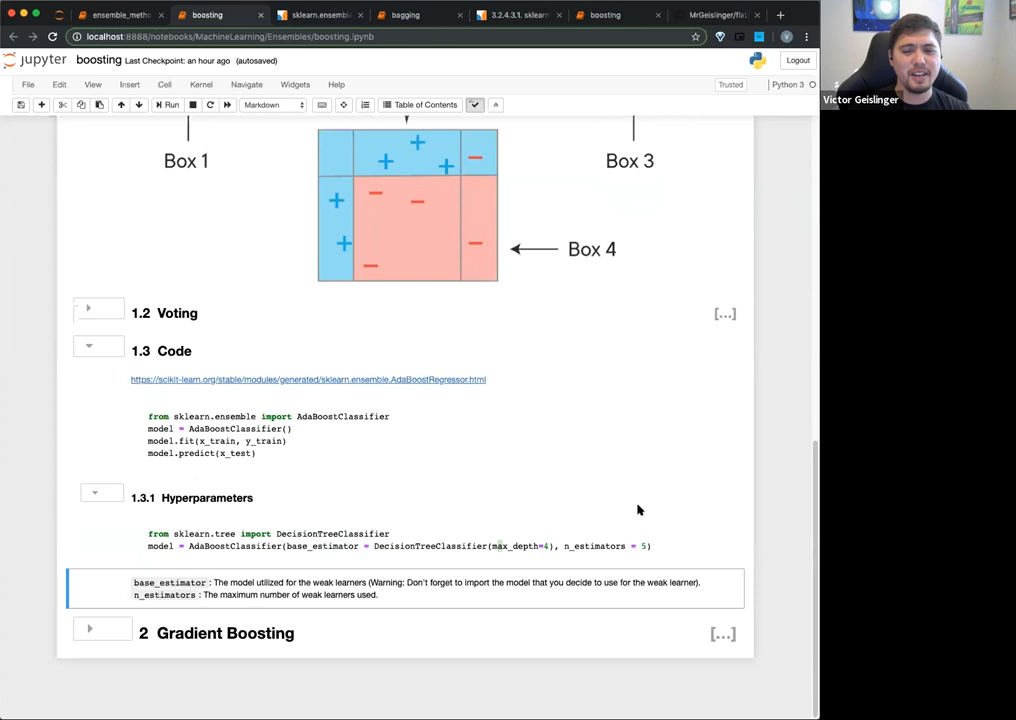 ensemble_metho
boosting
sklearn.ensemble
bagging
3.2.4.3.1. sklearn
boosting
MrGeislinger/flat
localhost:8888/notebooks/MachineLearning/Ensembles/boosting.ipynb
V
jupyter boosting Last Checkpoint: an hour ago (autosaved)
Logout
Victor Geislinger
File Edit View Insert Cell Kernel Navigate Widgets Help
Trusted
Python 3
Run
Markdown
Table of Contents
Box 1
Box 3
Box 4
1.2 Voting
[...]
1.3 Code
https://scikit-learn.org/stable/modules/generated/sklearn.ensemble.AdaBoostRegressor.html
from sklearn.ensemble import AdaBoostClassifier
model = AdaBoostClassifier()
model.fit(x_train, y_train)
model.predict(x_test)
1.3.1 Hyperparameters
from sklearn.tree import DecisionTreeClassifier
model = AdaBoostClassifier(base_estimator = DecisionTreeClassifier(max_depth=4), n_estimators = 5)
base_estimator : The model utilized for the weak learners (Warning: Don't forget to import the model that you decide to use for the weak learner).
n_estimators : The maximum number of weak learners used.
2 Gradient Boosting
[...]